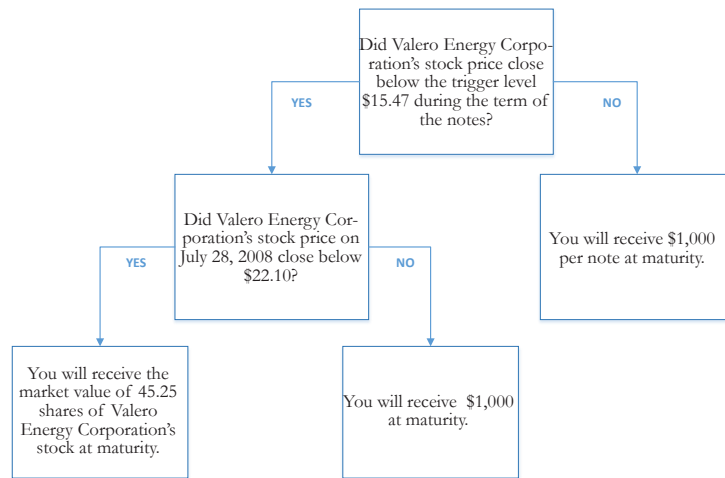 Did Valero Energy Corpo-
ration's stock price close
below the trigger level
$15.47 during the term of
the notes?
YES
NO
Did Valero Energy Cor-
poration's stock price on
July 28, 2008 close below
$22.10?
You will receive $1,000
per note at maturity.
YES
NO
You will receive the
market value of 45.25
shares of Valero
Energy Corporation's
stock at maturity.
You will receive $1,000
at maturity.